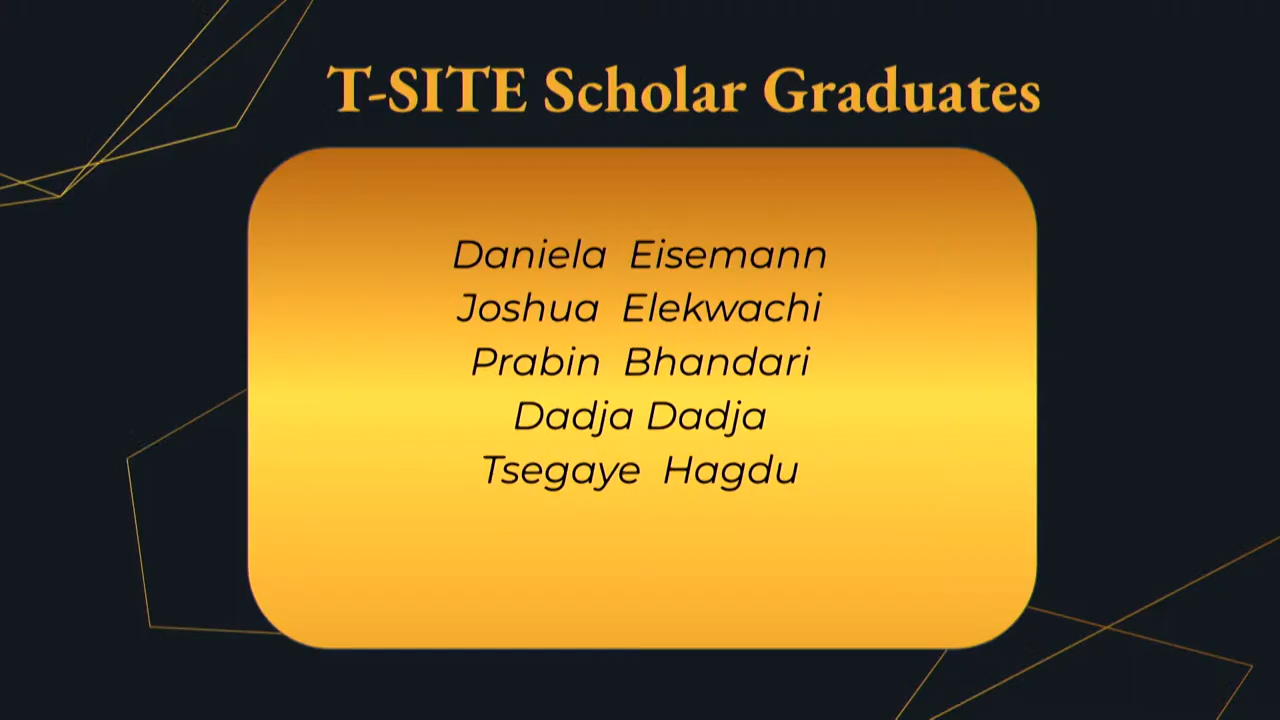 T-SITE Scholar Graduates
Daniela Eisemann
Joshua Elekwachi
Prabin Bhandari
Dadja Dadja
Tsegaye Hagdu